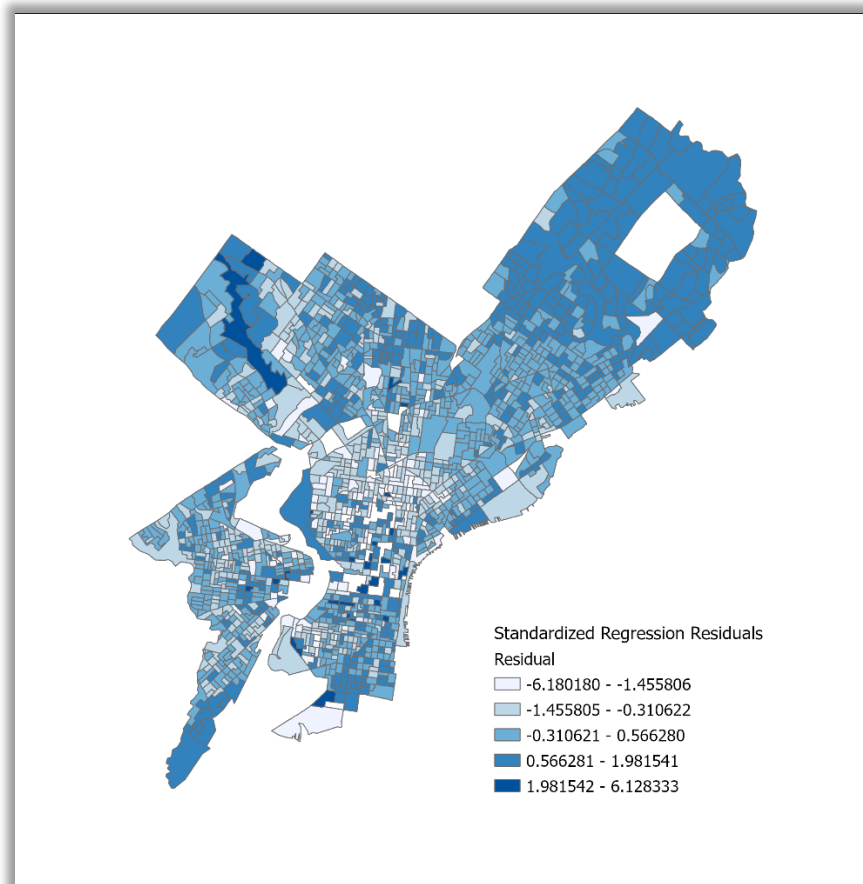 Standardized Regression Residuals
Residual
-6.180180 - -1.455806
-1.455805 - -0.310622
-0.310621 - 0.566280
0.566281 - 1.981541
1.981542 - 6.128333